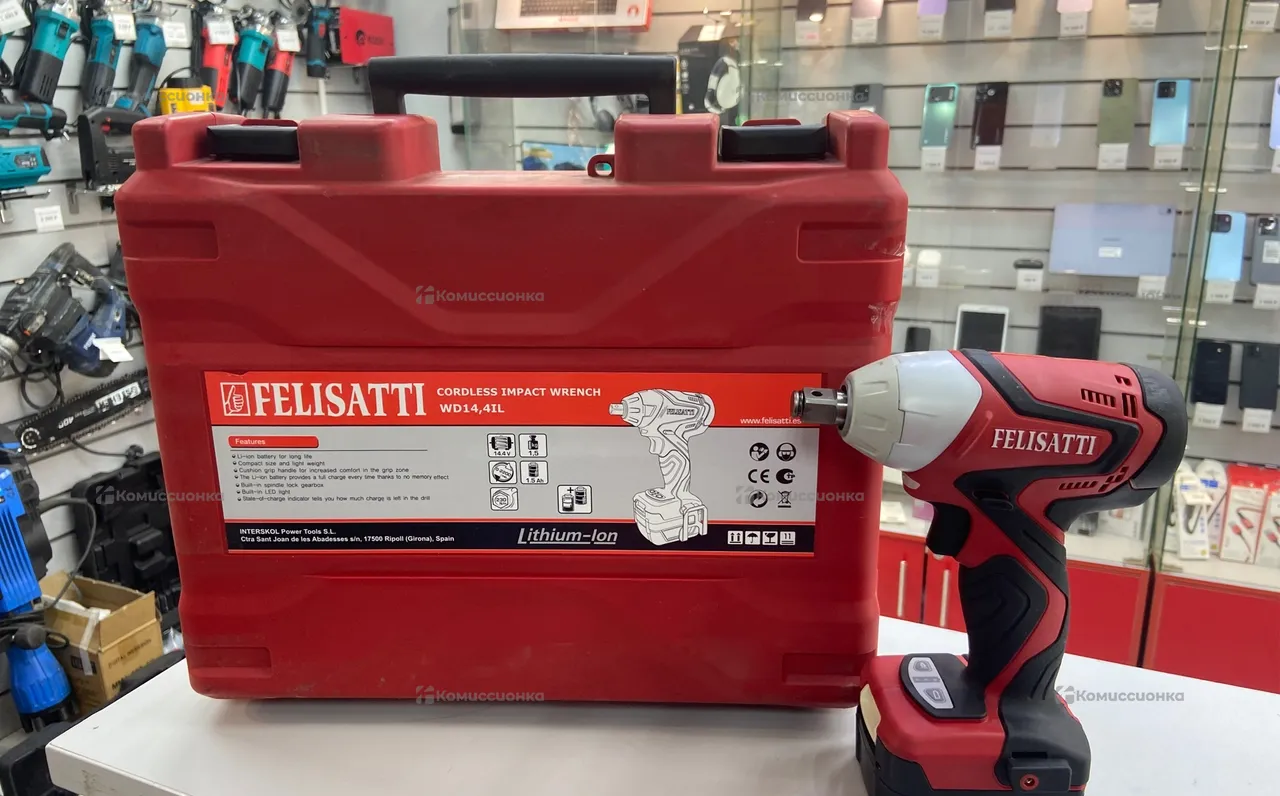 Комиссионка
Комиссионка
Комиссионка
FELISATTI
CORDLESS IMPACT WRENCH
WD14,4IL
www.felisatti.es
FELISATTI
FELISATTI
Features
Li-ion battery for long life
Compact size and light weight
Cushion grip handle for increased comfort in the grip zone
The Li-ion battery provides a full charge every time thanks to no memory effect
Built-in spindle lock gearbox
Built-in LED light
State-of-charge indicator tells you how much charge is left in the drill
14.4V
1,5
1.5 Ah
CE
Комиссионка
Комиссионка
INTERSKOL Power Tools S.L.
Ctra Sant Joan de les Abadesses s/n, 17500 Ripoll (Girona), Spain
Lithium-Ion
11
Комиссионка
Комиссионка